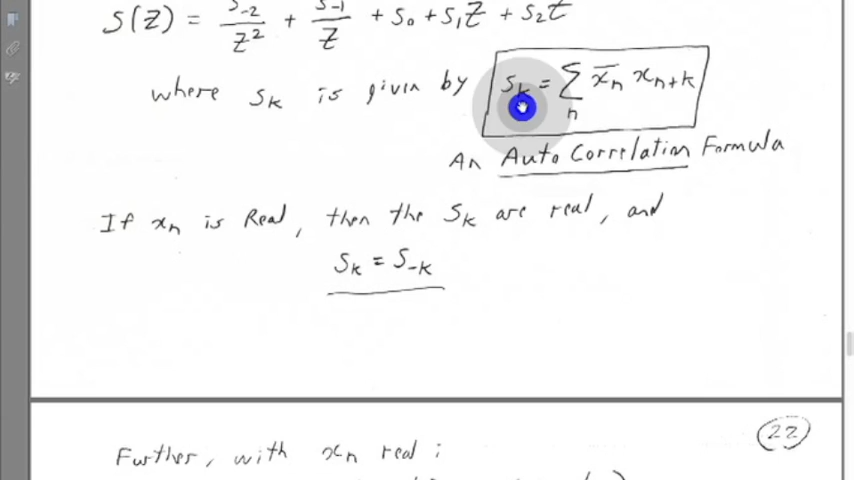 S(Z) = S-2/Z² + S-1/Z + S₀ + S₁Z + S₂Z
where Sk is given by Sk = Σn x̅n xn+k
An Auto Correlation Formula
If xn is Real, then the Sk are real, and
Sk = S-k
22
Further, with xn real :